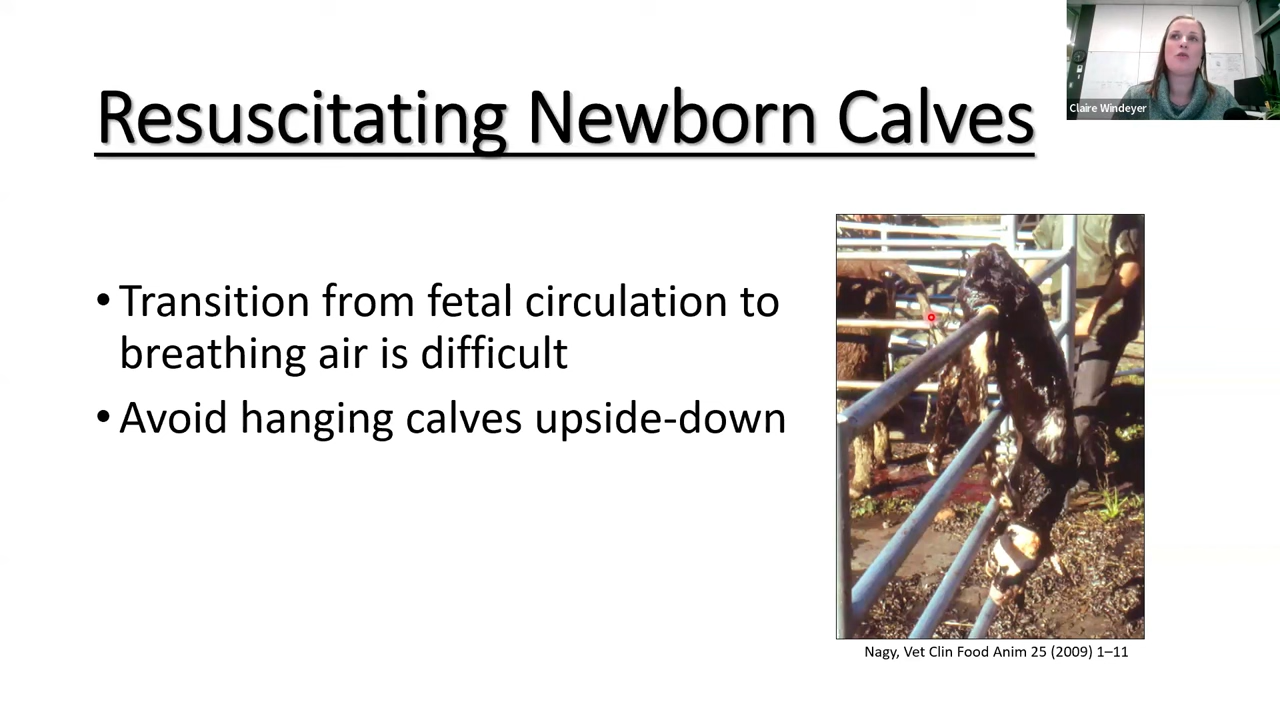 Claire Windeyer
Resuscitating Newborn Calves
• Transition from fetal circulation to
breathing air is difficult
• Avoid hanging calves upside-down
Nagy, Vet Clin Food Anim 25 (2009) 1–11